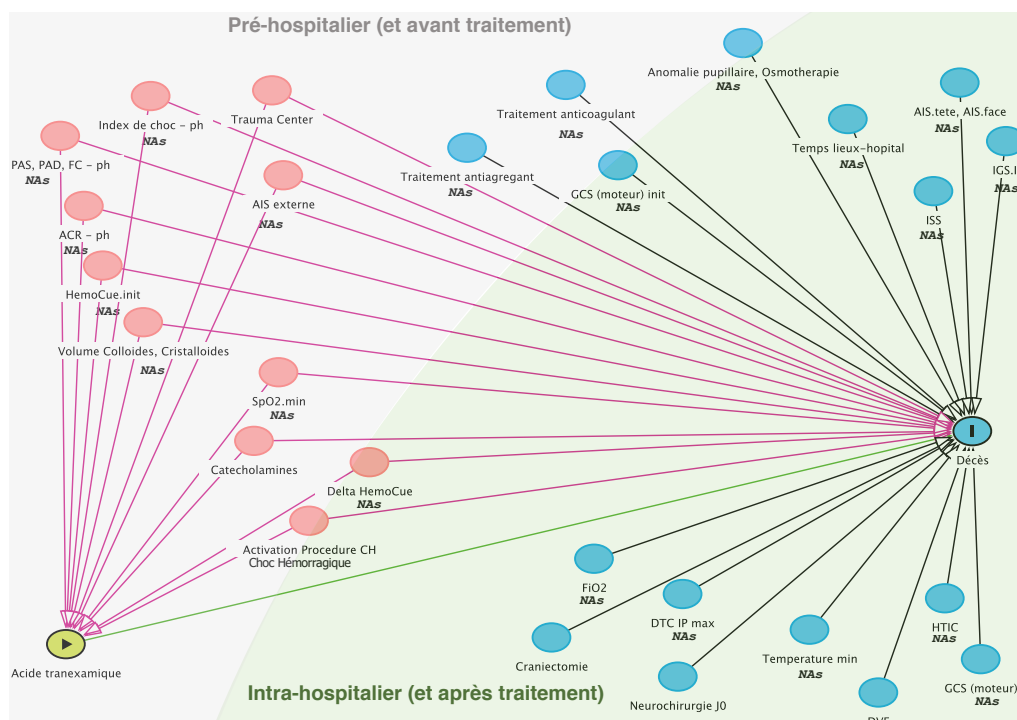 Pré-hospitalier (et avant traitement)
Anomalie pupillaire, Osmotherapie
NAs
Traitement anticoagulant
NAs
AIS.tete, AIS.face
NAs
Index de choc - ph
NAs
Trauma Center
Temps lieux-hopital
NAs
PAS, PAD, FC - ph
NAs
Traitement antiagregant
NAs
GCS (moteur) init
NAs
IGS.I
NAs
AIS externe
NAs
ISS
NAs
ACR - ph
NAs
HemoCue.init
NAs
Volume Colloides, Cristalloides
NAs
SpO2.min
NAs
Catecholamines
Décès
Delta HemoCue
NAs
Activation Procedure CH
Choc Hémorragique
FiO2
NAs
DTC IP max
NAs
HTIC
NAs
Craniectomie
Temperature min
NAs
Acide tranexamique
GCS (moteur)
NAs
Intra-hospitalier (et après traitement)
Neurochirurgie J0